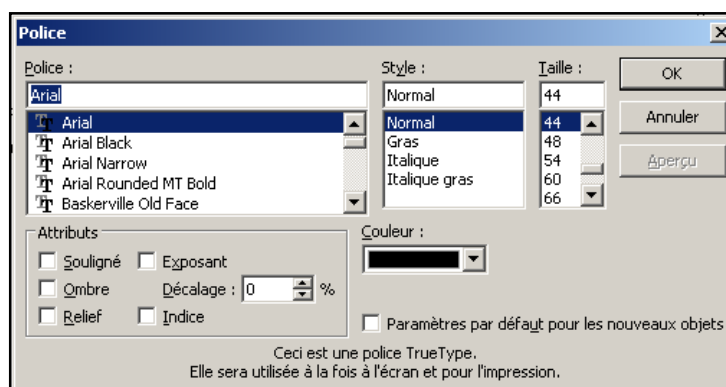 Police
Police :
Style :
Taille :
Arial
Normal
44
OK
Arial
Arial Black
Arial Narrow
Arial Rounded MT Bold
Baskerville Old Face
Normal
Gras
Italique
Italique gras
44
48
54
60
66
Annuler
Aperçu
Attributs
Souligné Exposant
Ombre Décalage : 0 %
Relief Indice
Couleur :
Paramètres par défaut pour les nouveaux objets
Ceci est une police TrueType.
Elle sera utilisée à la fois à l'écran et pour l'impression.